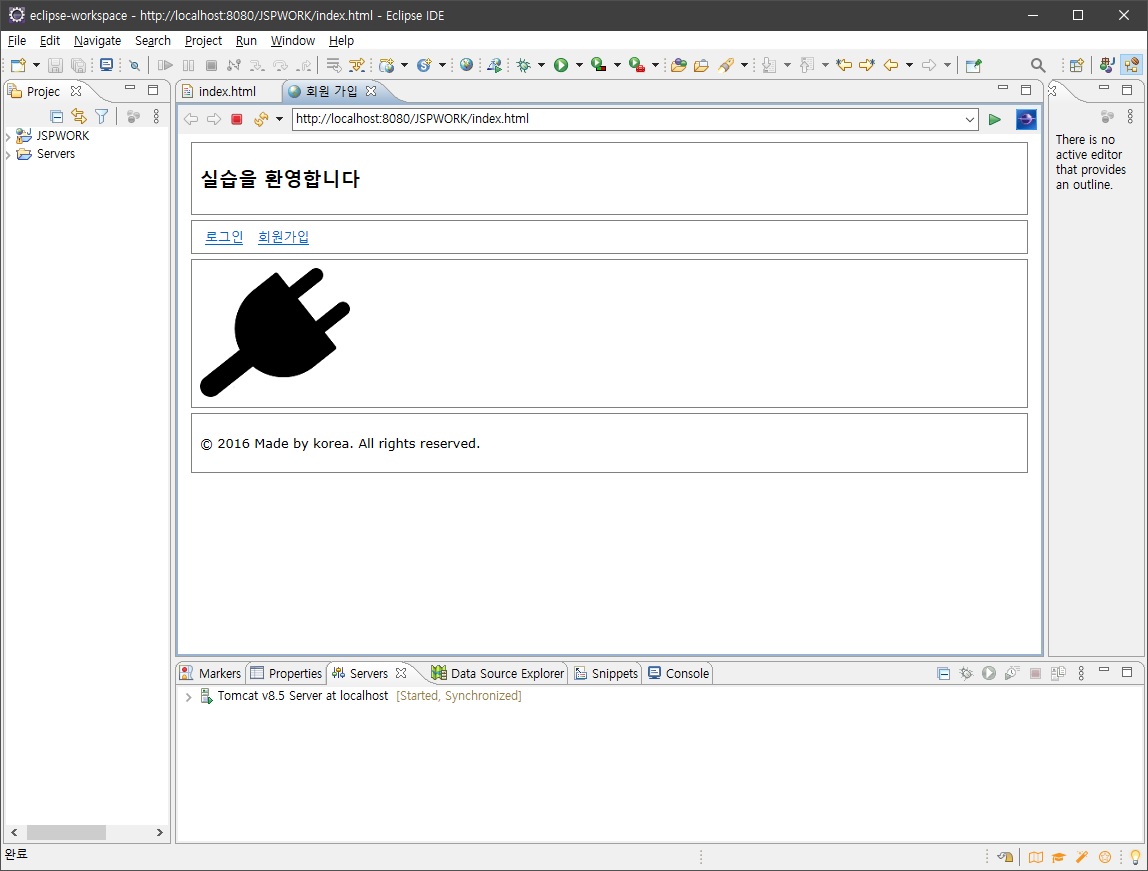 eclipse-workspace - http://localhost:8080/JSPWORK/index.html - Eclipse IDE
File Edit Navigate Search Project Run Window Help
Projec
index.html
회원 가입
http://localhost:8080/JSPWORK/index.html
JSPWORK
Servers
실습을 환영합니다
로그인 회원가입
© 2016 Made by korea. All rights reserved.
There is no
active editor
that provides
an outline.
Markers Properties Servers Data Source Explorer Snippets Console
Tomcat v8.5 Server at localhost [Started, Synchronized]
완료